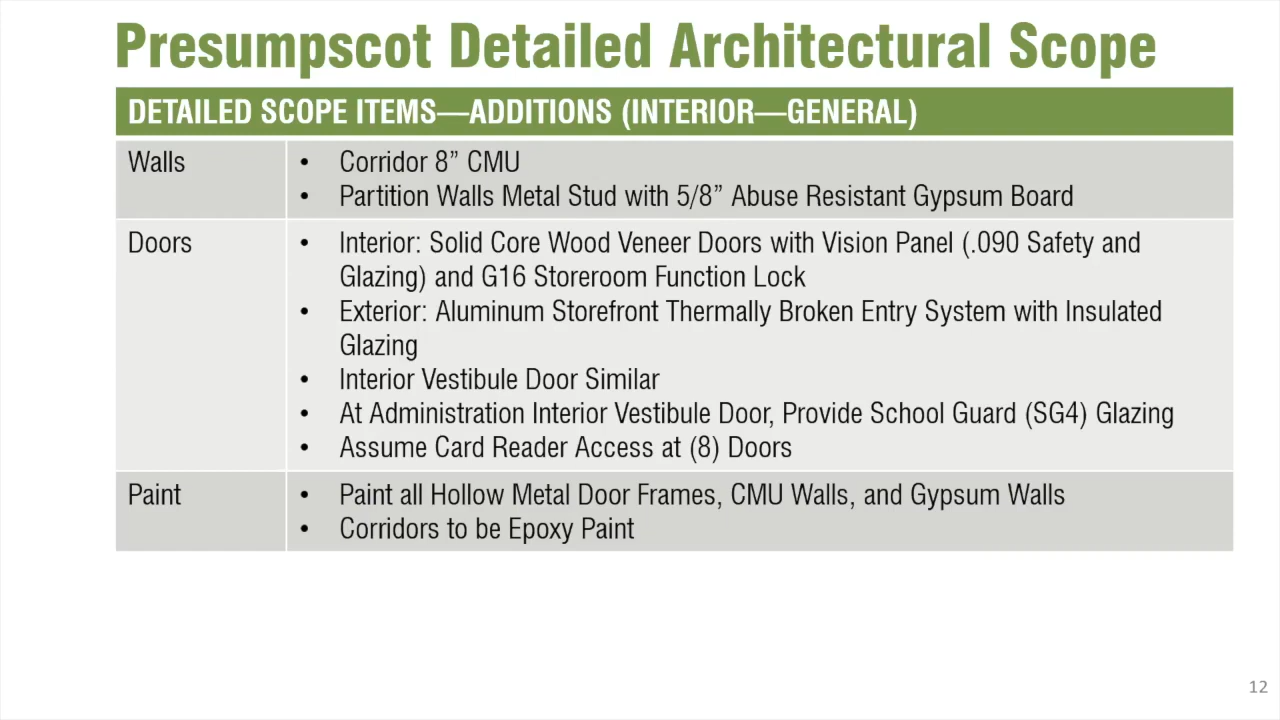 Presumpscot Detailed Architectural Scope
DETAILED SCOPE ITEMS—ADDITIONS (INTERIOR—GENERAL)
Walls
• Corridor 8” CMU
• Partition Walls Metal Stud with 5/8” Abuse Resistant Gypsum Board
Doors
• Interior: Solid Core Wood Veneer Doors with Vision Panel (.090 Safety and
Glazing) and G16 Storeroom Function Lock
• Exterior: Aluminum Storefront Thermally Broken Entry System with Insulated
Glazing
• Interior Vestibule Door Similar
• At Administration Interior Vestibule Door, Provide School Guard (SG4) Glazing
• Assume Card Reader Access at (8) Doors
Paint
• Paint all Hollow Metal Door Frames, CMU Walls, and Gypsum Walls
• Corridors to be Epoxy Paint
12